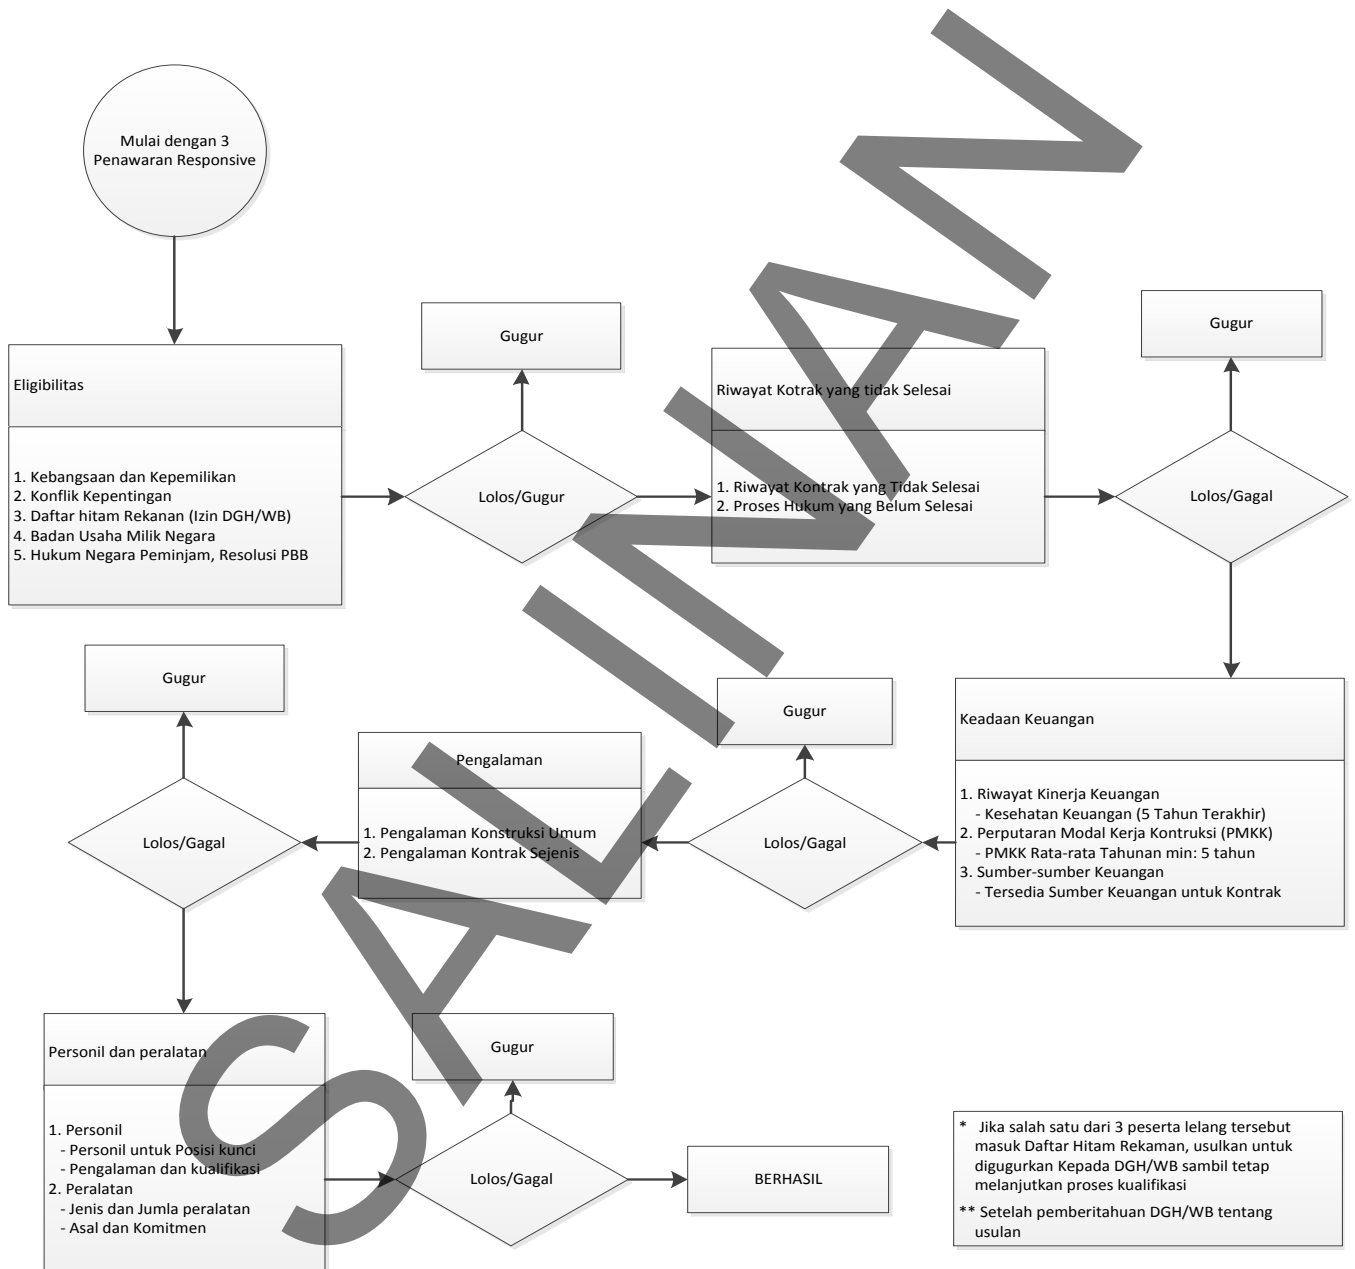 Mulai dengan 3
Penawaran Responsive
Eligibilitas
1. Kebangsaan dan Kepemilikan
2. Konflik Kepentingan
3. Daftar hitam Rekanan (Izin DGH/WB)
4. Badan Usaha Milik Negara
5. Hukum Negara Peminjam, Resolusi PBB
Gugur
Lolos/Gugur
Riwayat Kotrak yang tidak Selesai
1. Riwayat Kontrak yang Tidak Selesai
2. Proses Hukum yang Belum Selesai
Gugur
Lolos/Gagal
Keadaan Keuangan
1. Riwayat Kinerja Keuangan
- Kesehatan Keuangan (5 Tahun Terakhir)
2. Perputaran Modal Kerja Kontruksi (PMKK)
- PMKK Rata-rata Tahunan min: 5 tahun
3. Sumber-sumber Keuangan
- Tersedia Sumber Keuangan untuk Kontrak
Gugur
Lolos/Gagal
Pengalaman
1. Pengalaman Konstruksi Umum
2. Pengalaman Kontrak Sejenis
Gugur
Lolos/Gagal
Personil dan peralatan
1. Personil
- Personil untuk Posisi kunci
- Pengalaman dan kualifikasi
2. Peralatan
- Jenis dan Jumla peralatan
- Asal dan Komitmen
Gugur
Lolos/Gagal
BERHASIL
* Jika salah satu dari 3 peserta lelang tersebut
masuk Daftar Hitam Rekaman, usulkan untuk
digugurkan Kepada DGH/WB sambil tetap
melanjutkan proses kualifikasi
** Setelah pemberitahuan DGH/WB tentang
usulan
SALINAN